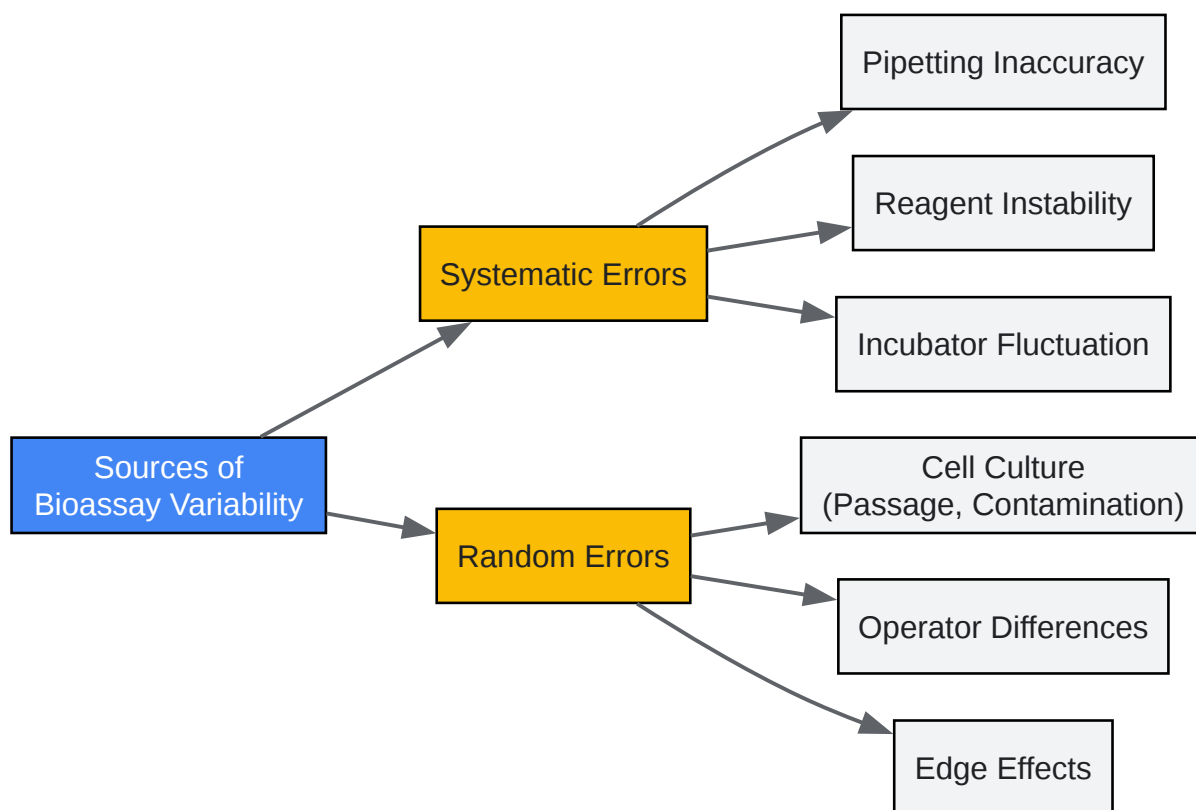 Sources of
Bioassay Variability
Systematic Errors
Pipetting Inaccuracy
Reagent Instability
Incubator Fluctuation
Random Errors
Cell Culture
(Passage, Contamination)
Operator Differences
Edge Effects